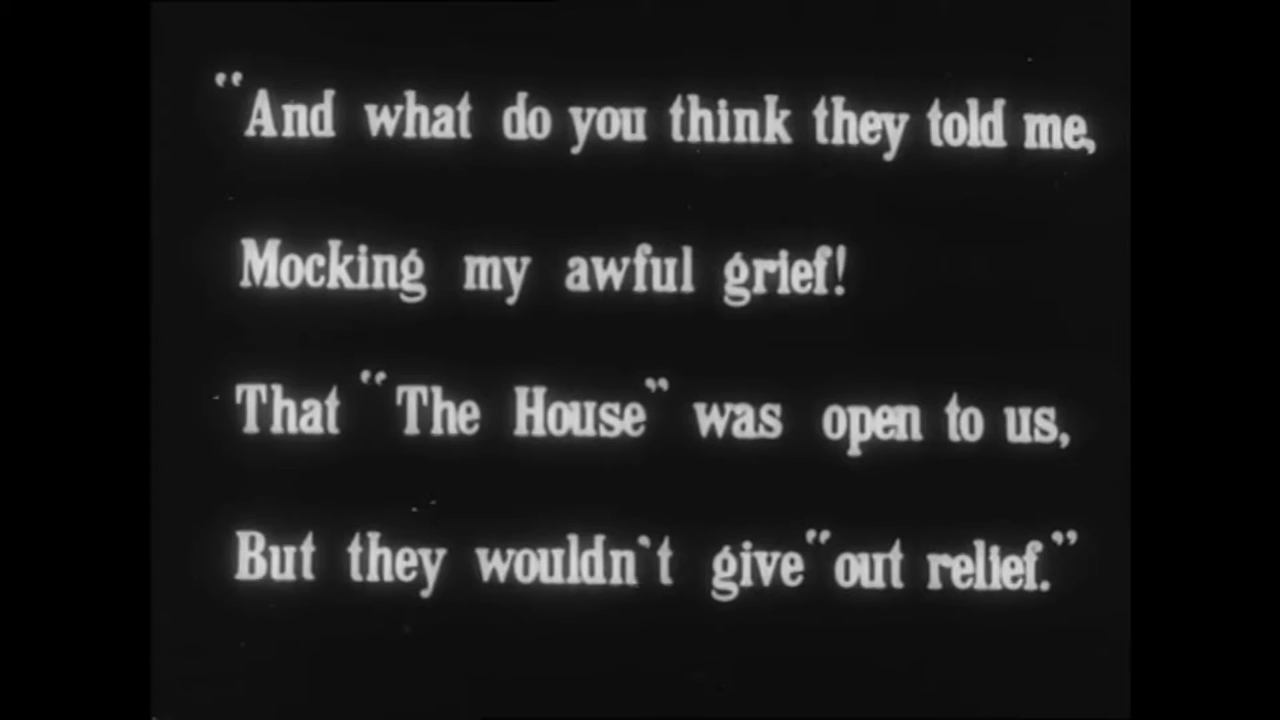 “And what do you think they told me,
Mocking my awful grief!
That “The House” was open to us,
But they wouldn't give “out relief.”